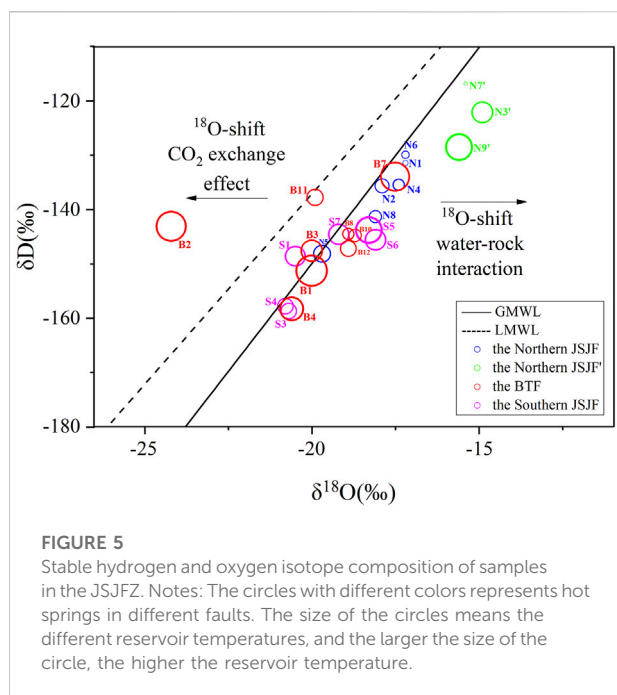 -120
-140
-160
-180
δD(‰)
-25
-20
-15
δ¹⁸O(‰)
¹⁸O-shift
CO₂ exchange
effect
¹⁸O-shift
water-rock
interaction
N7'
N3'
N9'
N6
N1
B7
N2
N4
N8
B11
B2
S7
B8
B10
S5
S6
B12
B3
N5
S1
B1
S4
S3
B4
GMWL
LMWL
the Northern JSJF
the Northern JSJF'
the BTF
the Southern JSJF
FIGURE 5
Stable hydrogen and oxygen isotope composition of samples
in the JSJFZ. Notes: The circles with different colors represents hot
springs in different faults. The size of the circles means the
different reservoir temperatures, and the larger the size of the
circle, the higher the reservoir temperature.